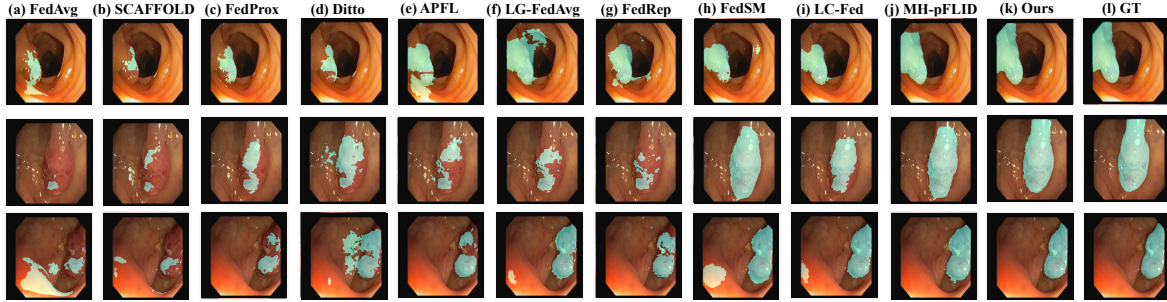 (a) FedAvg (b) SCAFFOLD (c) FedProx (d) Ditto (e) APFL (f) LG-FedAvg (g) FedRep (h) FedSM (i) LC-Fed (j) MH-pFLID (k) Ours (l) GT